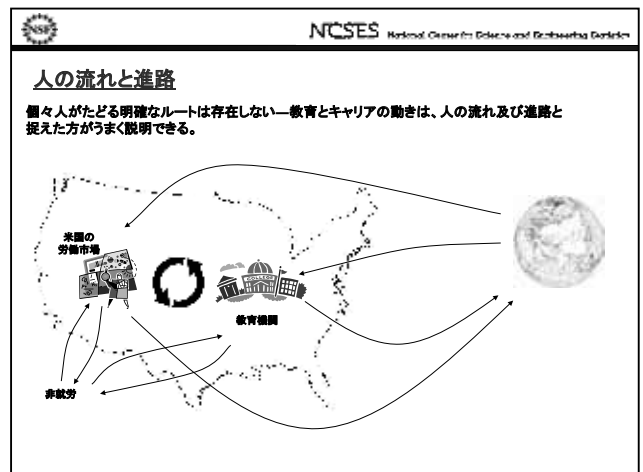 NSF
NCSES National Center for Science and Engineering Statistics
人の流れと進路
個々人がたどる明確なルートは存在しない―教育とキャリアの動きは、人の流れ及び進路と
捉えた方がうまく説明できる。
米国の
労働市場
COLLEGE
教育機関
非就労